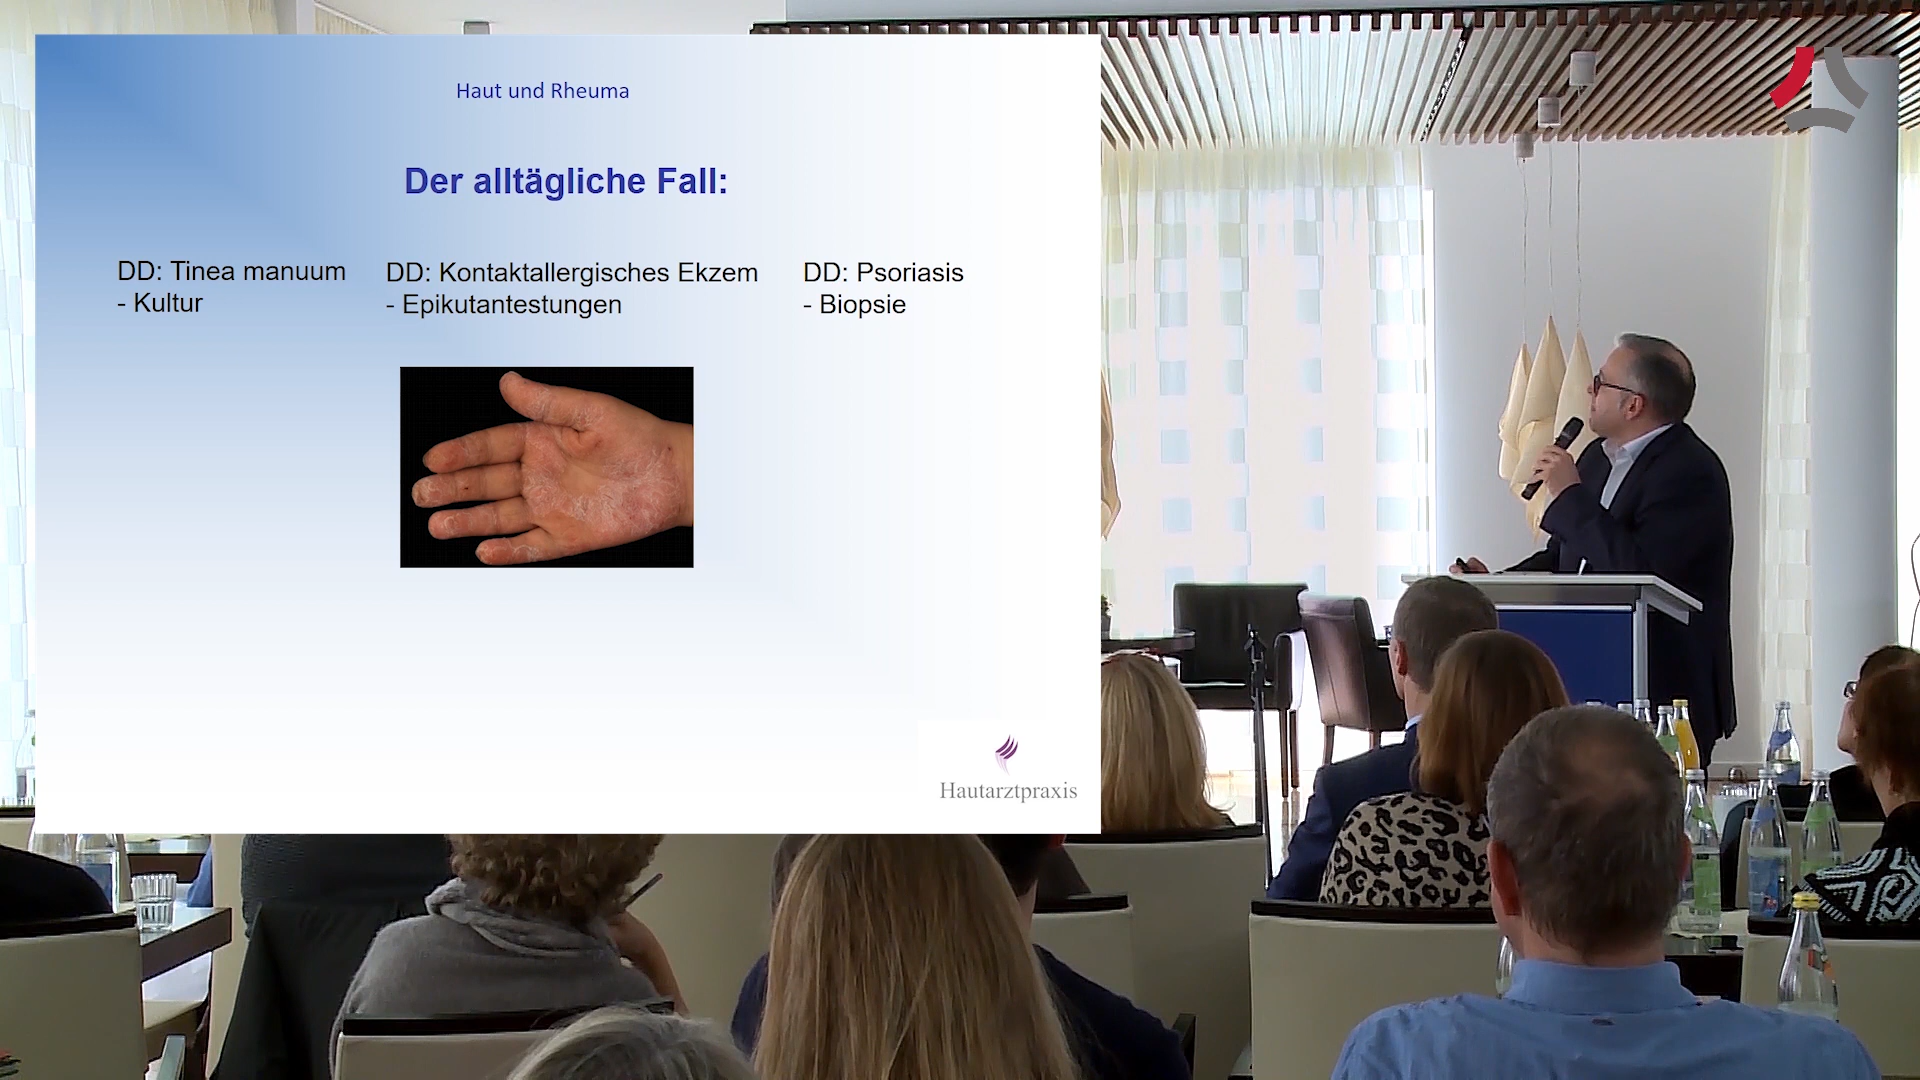 Haut und Rheuma
Der alltägliche Fall:
DD: Tinea manuum
- Kultur
DD: Kontaktallergisches Ekzem
- Epikutantestungen
DD: Psoriasis
- Biopsie
Hautarztpraxis